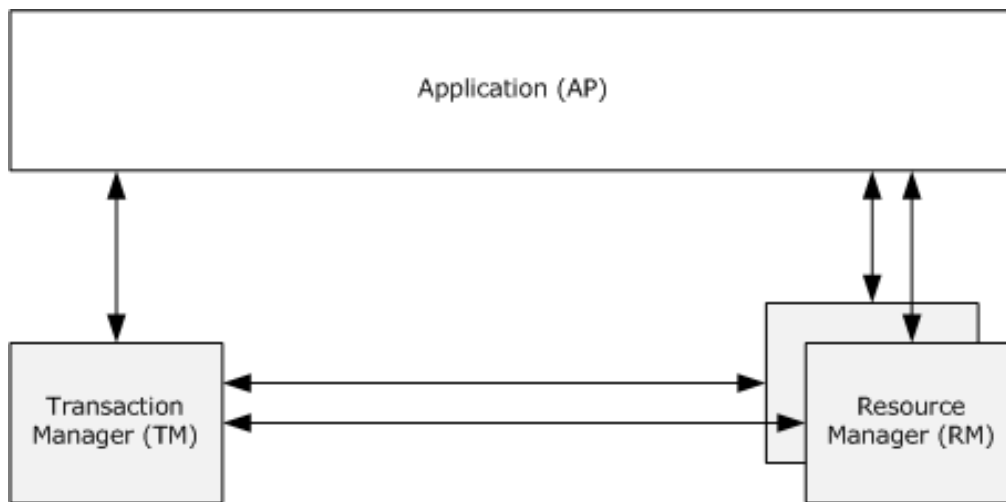 Application (AP)
Transaction
Manager (TM)
Resource
Manager (RM)